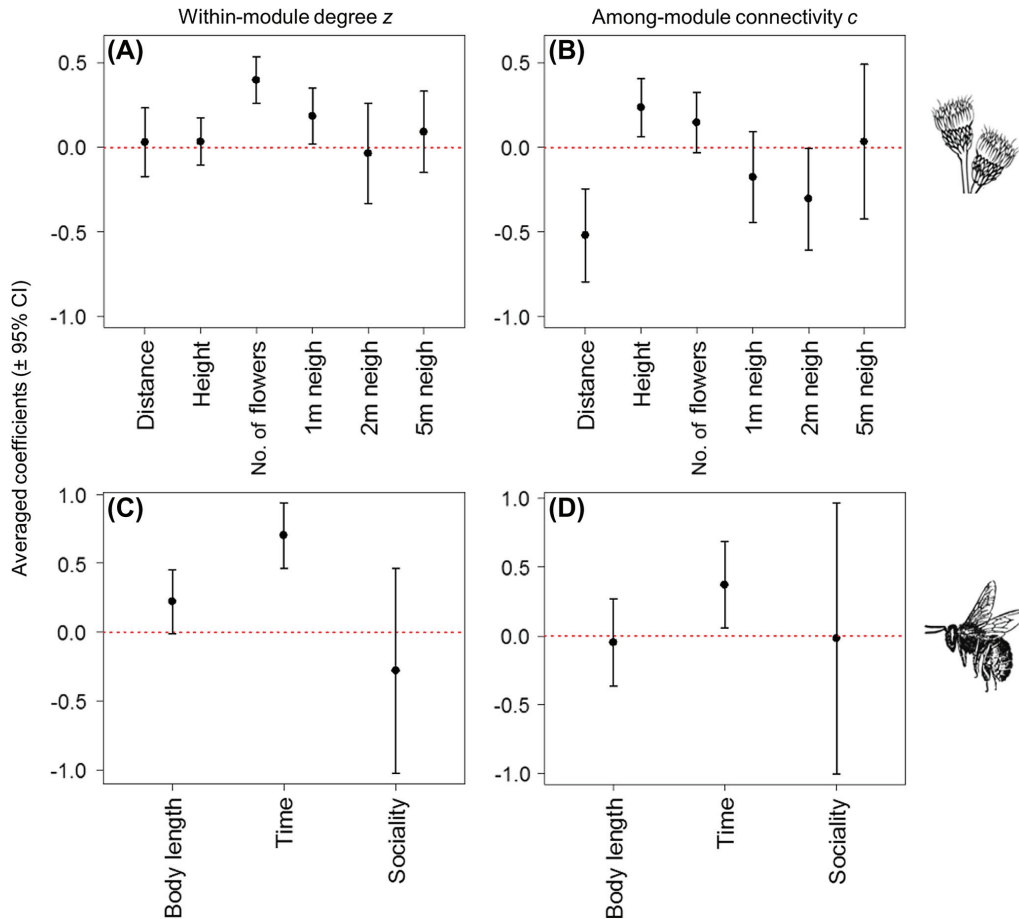 Within-module degree z
Among-module connectivity c
Averaged coefficients (± 95% CI)
(A)
0.5
0.0
-0.5
-1.0
Distance
Height
No. of flowers
1m neigh
2m neigh
5m neigh
(B)
0.5
0.0
-0.5
-1.0
Distance
Height
No. of flowers
1m neigh
2m neigh
5m neigh
(C)
1.0
0.5
0.0
-0.5
-1.0
Body length
Time
Sociality
(D)
1.0
0.5
0.0
-0.5
-1.0
Body length
Time
Sociality